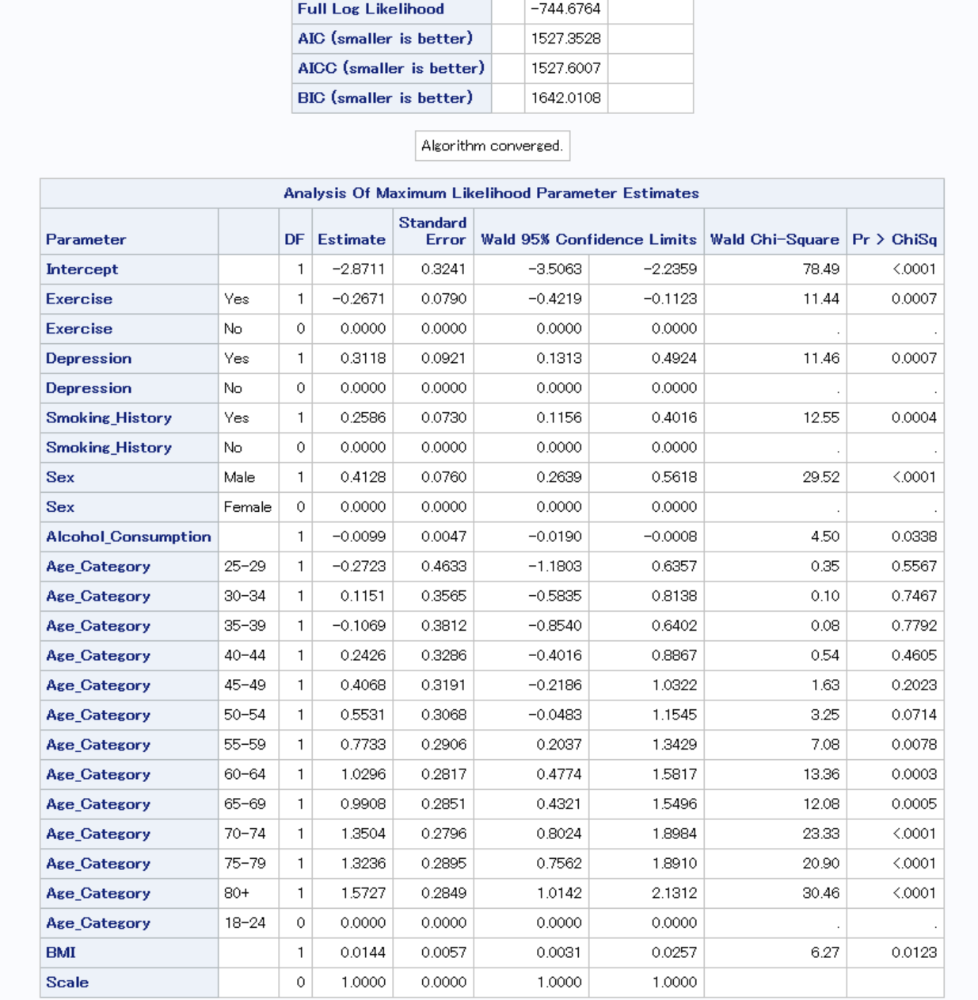 Full Log Likelihood -744.6764
AIC (smaller is better) 1527.3528
AICC (smaller is better) 1527.6007
BIC (smaller is better) 1642.0108
Algorithm converged.
Analysis Of Maximum Likelihood Parameter Estimates
Parameter DF Estimate Standard Error Wald 95% Confidence Limits Wald Chi-Square Pr > ChiSq
Intercept 1 -2.8711 0.3241 -3.5063 -2.2359 78.49 <.0001
Exercise Yes 1 -0.2671 0.0790 -0.4219 -0.1123 11.44 0.0007
Exercise No 0 0.0000 0.0000 0.0000 0.0000 . .
Depression Yes 1 0.3118 0.0921 0.1313 0.4924 11.46 0.0007
Depression No 0 0.0000 0.0000 0.0000 0.0000 . .
Smoking_History Yes 1 0.2586 0.0730 0.1156 0.4016 12.55 0.0004
Smoking_History No 0 0.0000 0.0000 0.0000 0.0000 . .
Sex Male 1 0.4128 0.0760 0.2639 0.5618 29.52 <.0001
Sex Female 0 0.0000 0.0000 0.0000 0.0000 . .
Alcohol_Consumption 1 -0.0099 0.0047 -0.0190 -0.0008 4.50 0.0338
Age_Category 25-29 1 -0.2723 0.4633 -1.1803 0.6357 0.35 0.5567
Age_Category 30-34 1 0.1151 0.3565 -0.5835 0.8138 0.10 0.7467
Age_Category 35-39 1 -0.1069 0.3812 -0.8540 0.6402 0.08 0.7792
Age_Category 40-44 1 0.2426 0.3286 -0.4016 0.8867 0.54 0.4605
Age_Category 45-49 1 0.4068 0.3191 -0.2186 1.0322 1.63 0.2023
Age_Category 50-54 1 0.5531 0.3068 -0.0483 1.1545 3.25 0.0714
Age_Category 55-59 1 0.7733 0.2906 0.2037 1.3429 7.08 0.0078
Age_Category 60-64 1 1.0296 0.2817 0.4774 1.5817 13.36 0.0003
Age_Category 65-69 1 0.9908 0.2851 0.4321 1.5496 12.08 0.0005
Age_Category 70-74 1 1.3504 0.2796 0.8024 1.8984 23.33 <.0001
Age_Category 75-79 1 1.3236 0.2895 0.7562 1.8910 20.90 <.0001
Age_Category 80+ 1 1.5727 0.2849 1.0142 2.1312 30.46 <.0001
Age_Category 18-24 0 0.0000 0.0000 0.0000 0.0000 . .
BMI 1 0.0144 0.0057 0.0031 0.0257 6.27 0.0123
Scale 0 1.0000 0.0000 1.0000 1.0000